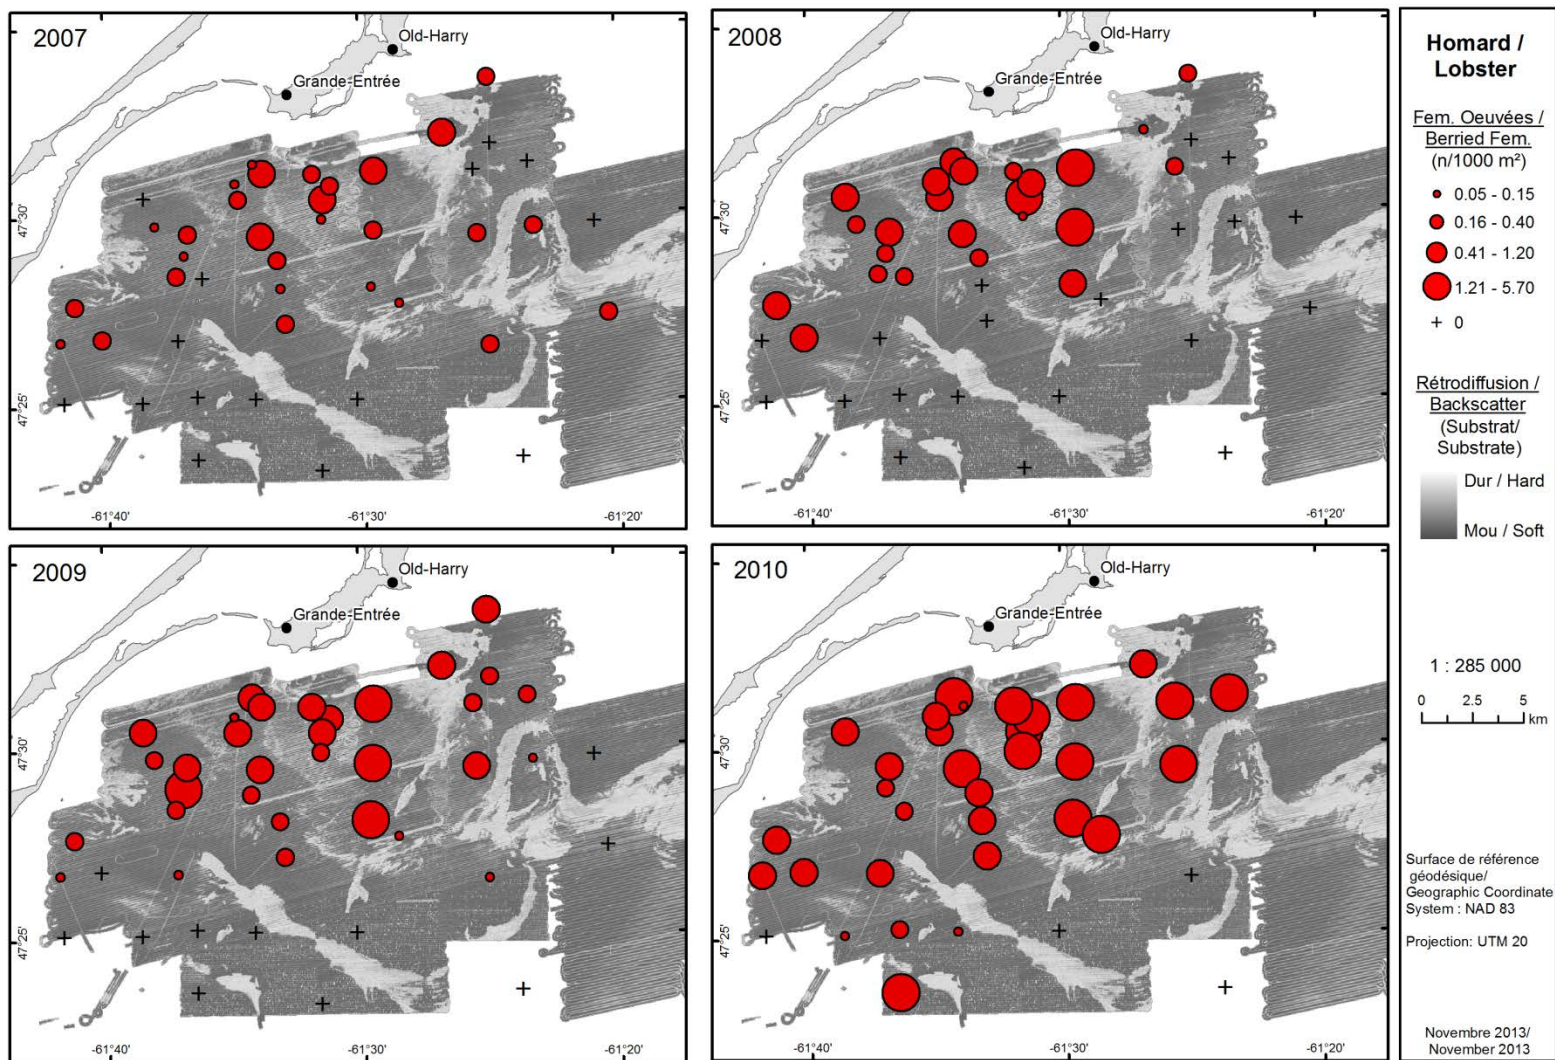 2007
Old-Harry
Grande-Entrée
47°30'
47°25'
-61°40'
-61°30'
-61°20'
2008
Old-Harry
Grande-Entrée
47°30'
47°25'
-61°40'
-61°30'
-61°20'
2009
Old-Harry
Grande-Entrée
47°30'
47°25'
-61°40'
-61°30'
-61°20'
2010
Old-Harry
Grande-Entrée
47°30'
47°25'
-61°40'
-61°30'
-61°20'
Homard /
Lobster
Fem. Oeuvées /
Berried Fem.
(n/1000 m²)
0.05 - 0.15
0.16 - 0.40
0.41 - 1.20
1.21 - 5.70
0
Rétrodiffusion /
Backscatter
(Substrat/
Substrate)
Dur / Hard
Mou / Soft
1 : 285 000
0 2.5 5
km
Surface de référence
géodésique/
Geographic Coordinate
System : NAD 83
Projection: UTM 20
Novembre 2013/
November 2013